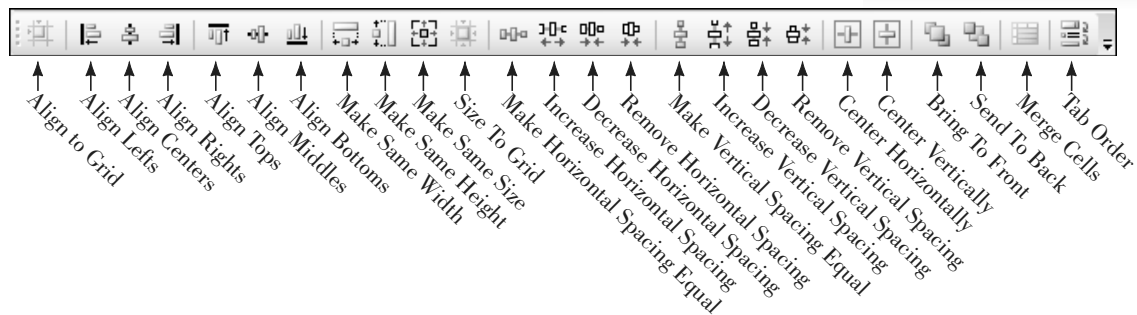 Align to Grid
Align Lefts
Align Centers
Align Rights
Align Tops
Align Middles
Align Bottoms
Make Same Width
Make Same Height
Make Same Size
Size To Grid
Make Horizontal Spacing Equal
Increase Horizontal Spacing
Decrease Horizontal Spacing
Remove Horizontal Spacing
Make Vertical Spacing Equal
Increase Vertical Spacing
Decrease Vertical Spacing
Remove Vertical Spacing
Center Horizontally
Center Vertically
Bring To Front
Send To Back
Merge Cells
Tab Order